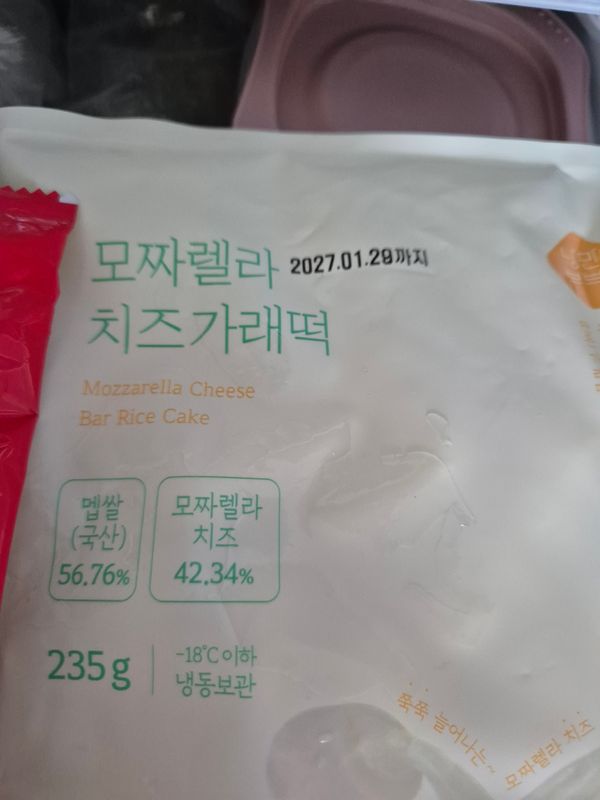 모짜렐라
2027.01.29까지
치즈가래떡
Mozzarella Cheese
Bar Rice Cake
멥쌀
(국산)
56.76%
모짜렐라
치즈
42.34%
235g
-18℃이하
냉동보관
쭉쭉 늘어나는~
모짜렐라 치즈